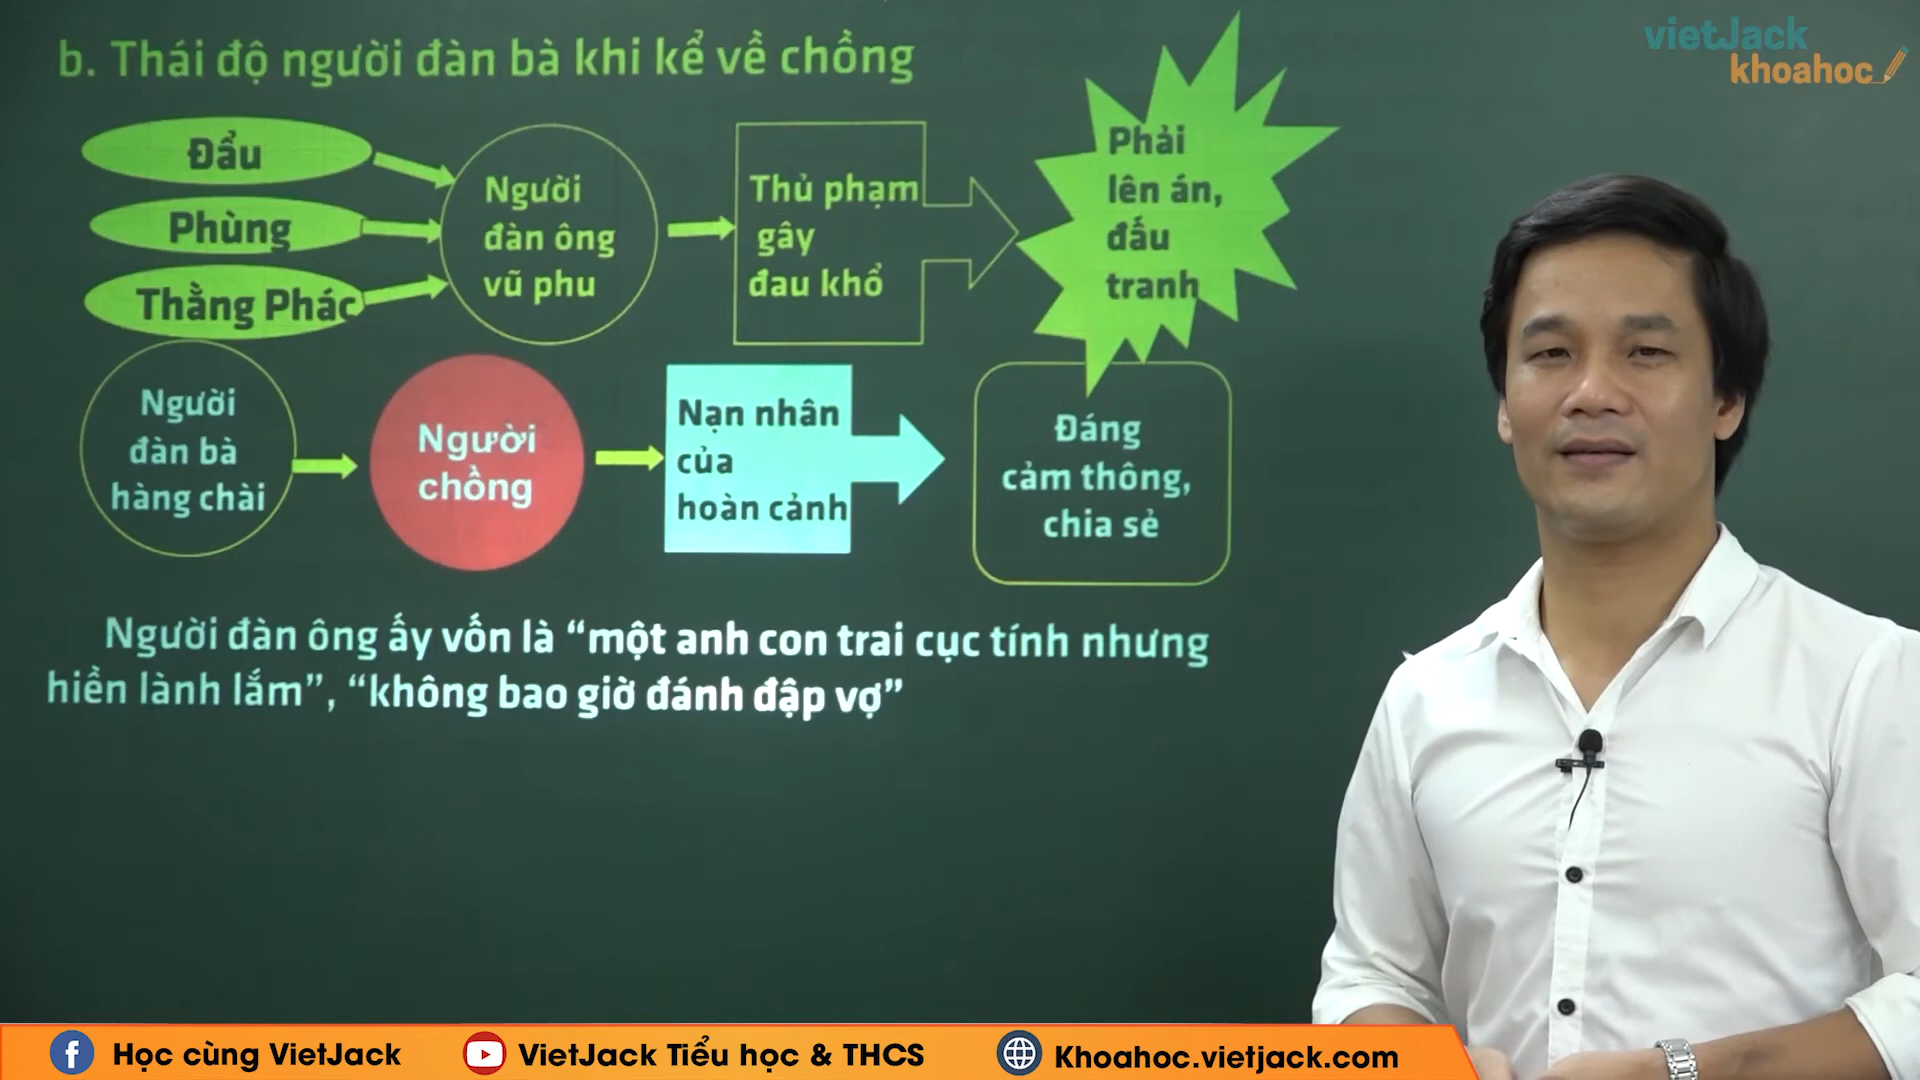 vietJack
khoahoc
b. Thái độ người đàn bà khi kể về chồng
Đẩu
Phùng
Thằng Phác
Người
đàn ông
vũ phu
Thủ phạm
gây
đau khổ
Phải
lên án,
đấu
tranh
Người
đàn bà
hàng chài
Người
chồng
Nạn nhân
của
hoàn cảnh
Đáng
cảm thông,
chia sẻ
Người đàn ông ấy vốn là “một anh con trai cục tính nhưng
hiền lành lắm”, “không bao giờ đánh đập vợ”
Học cùng VietJack
VietJack Tiểu học & THCS
Khoahoc.vietjack.com